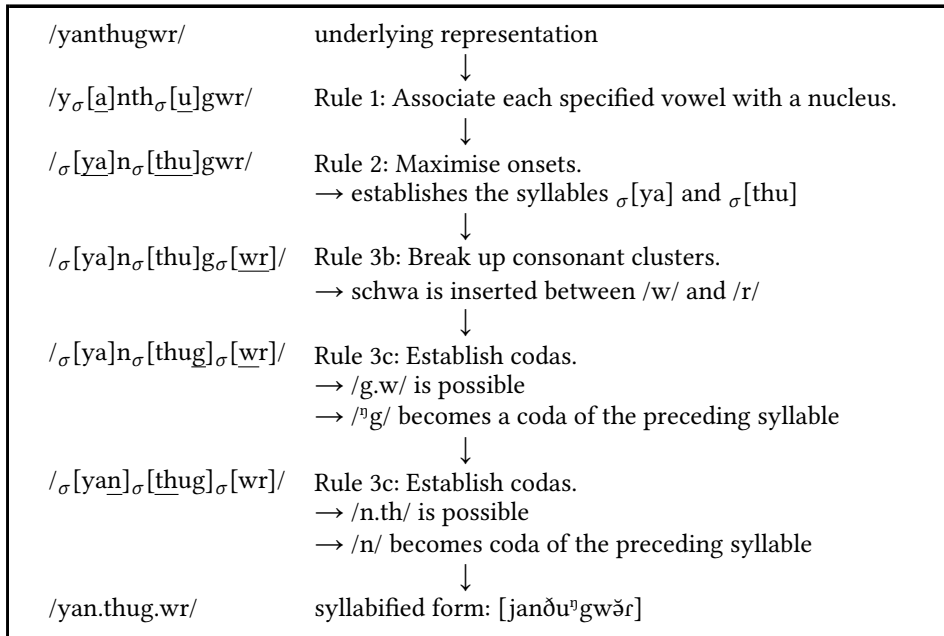 /yanthugwr/ underlying representation
↓
/y σ[a]nth σ[u]gwr/ Rule 1: Associate each specified vowel with a nucleus.
↓
/σ[ya]n σ[thu]gwr/ Rule 2: Maximise onsets.
→ establishes the syllables σ[ya] and σ[thu]
↓
/σ[ya]n σ[thu]g σ[wr]/ Rule 3b: Break up consonant clusters.
→ schwa is inserted between /w/ and /r/
↓
/σ[ya]n σ[thug]σ[wr]/ Rule 3c: Establish codas.
→ /g.w/ is possible
→ /ᵑg/ becomes a coda of the preceding syllable
↓
/σ[yan]σ[thug]σ[wr]/ Rule 3c: Establish codas.
→ /n.th/ is possible
→ /n/ becomes coda of the preceding syllable
↓
/yan.thug.wr/ syllabified form: [janðuᵑgwə̆ɾ]